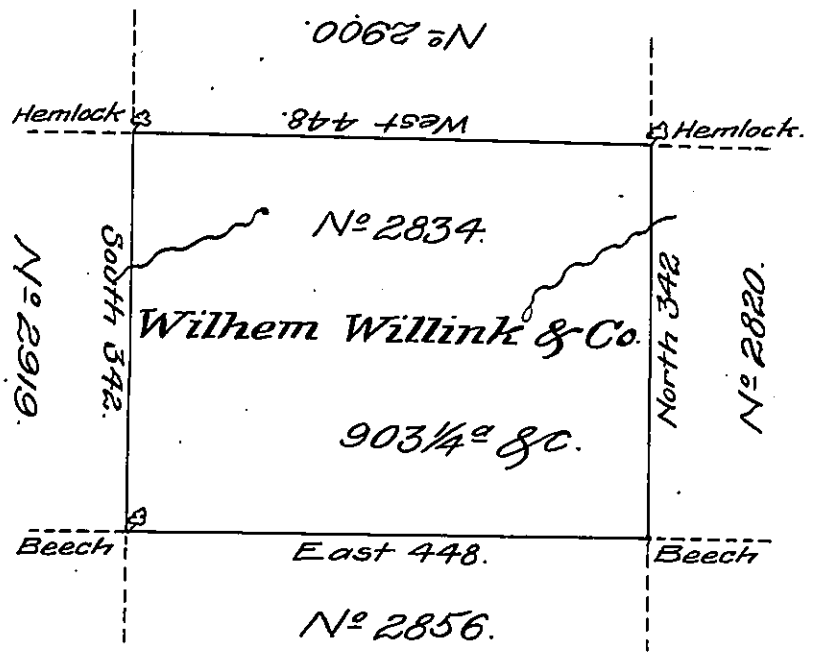 Nº 2900.
West 448.
Hemlock
Hemlock.
Nº 2834.
South 342.
Nº 2919.
Wilhem Willink & Co.
North 342
Nº 2820.
903¼ª &c.
Beech
East 448.
Beech
Nº 2856.